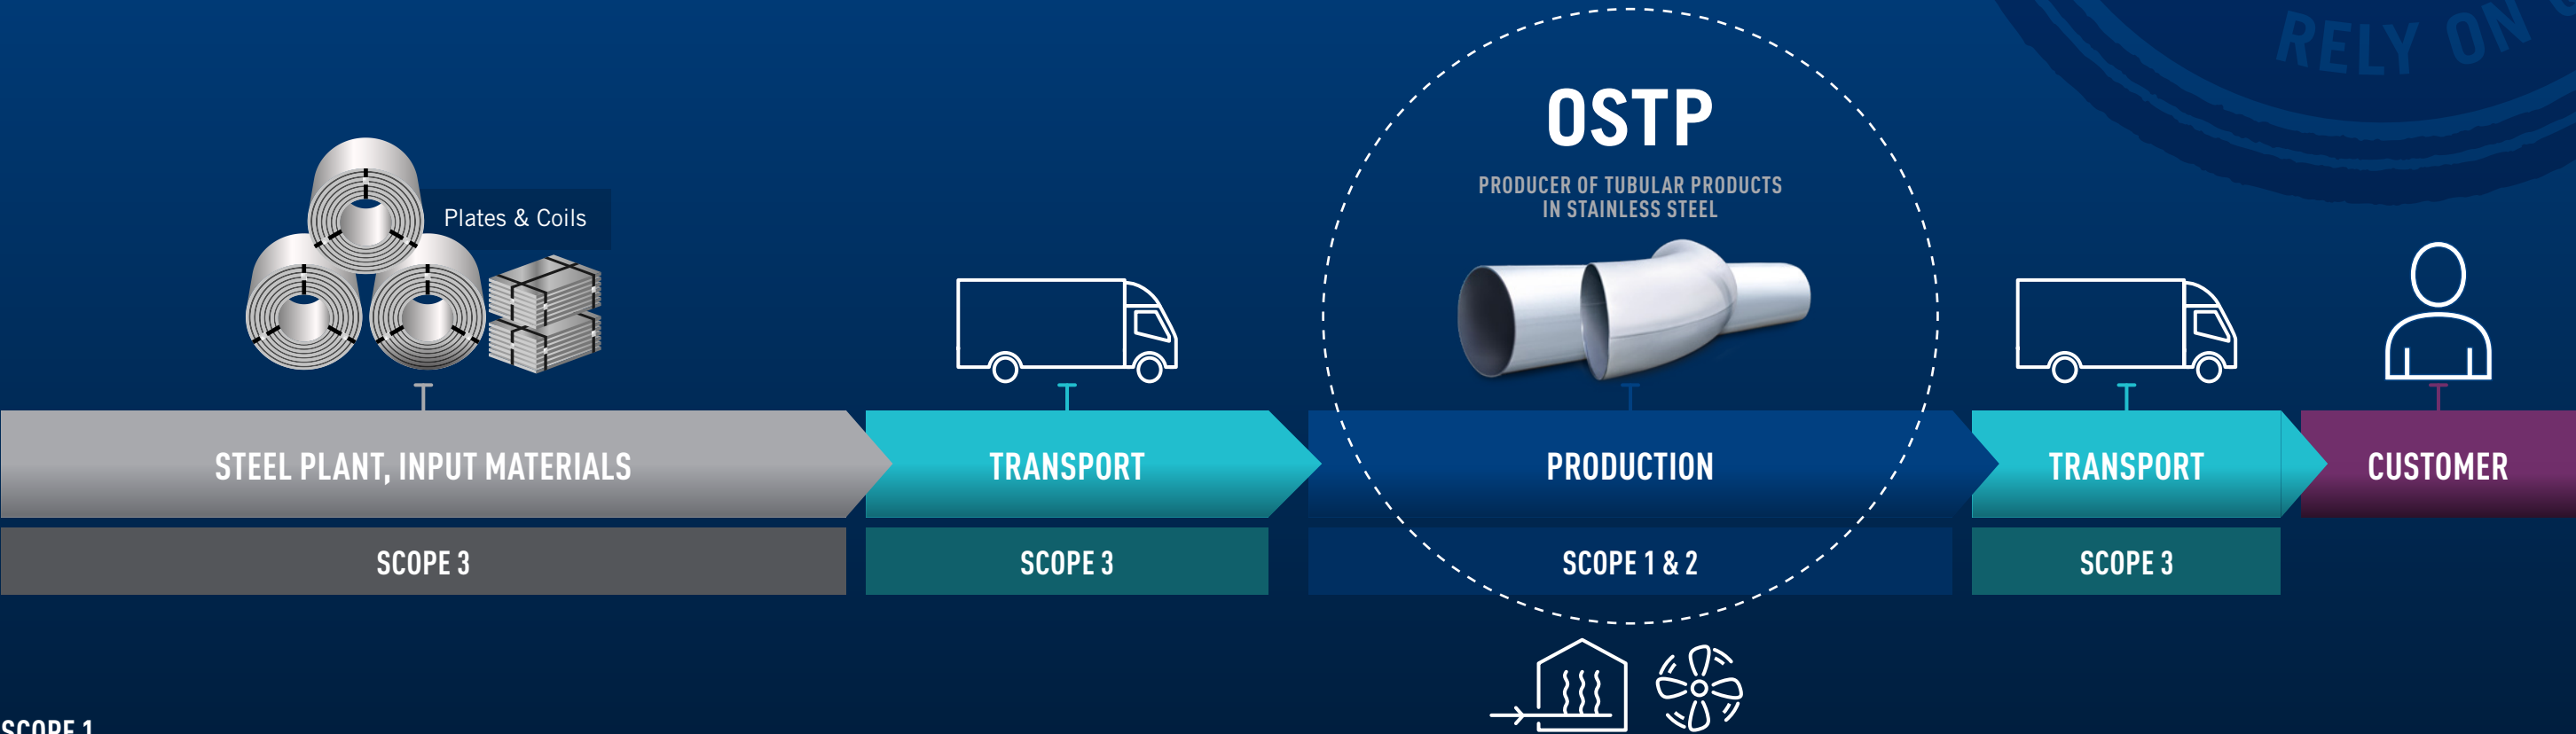 RELY ON
OSTP
PRODUCER OF TUBULAR PRODUCTS
IN STAINLESS STEEL
Plates & Coils
STEEL PLANT, INPUT MATERIALS
TRANSPORT
PRODUCTION
TRANSPORT
CUSTOMER
SCOPE 3
SCOPE 3
SCOPE 1 & 2
SCOPE 3
SCOPE 1